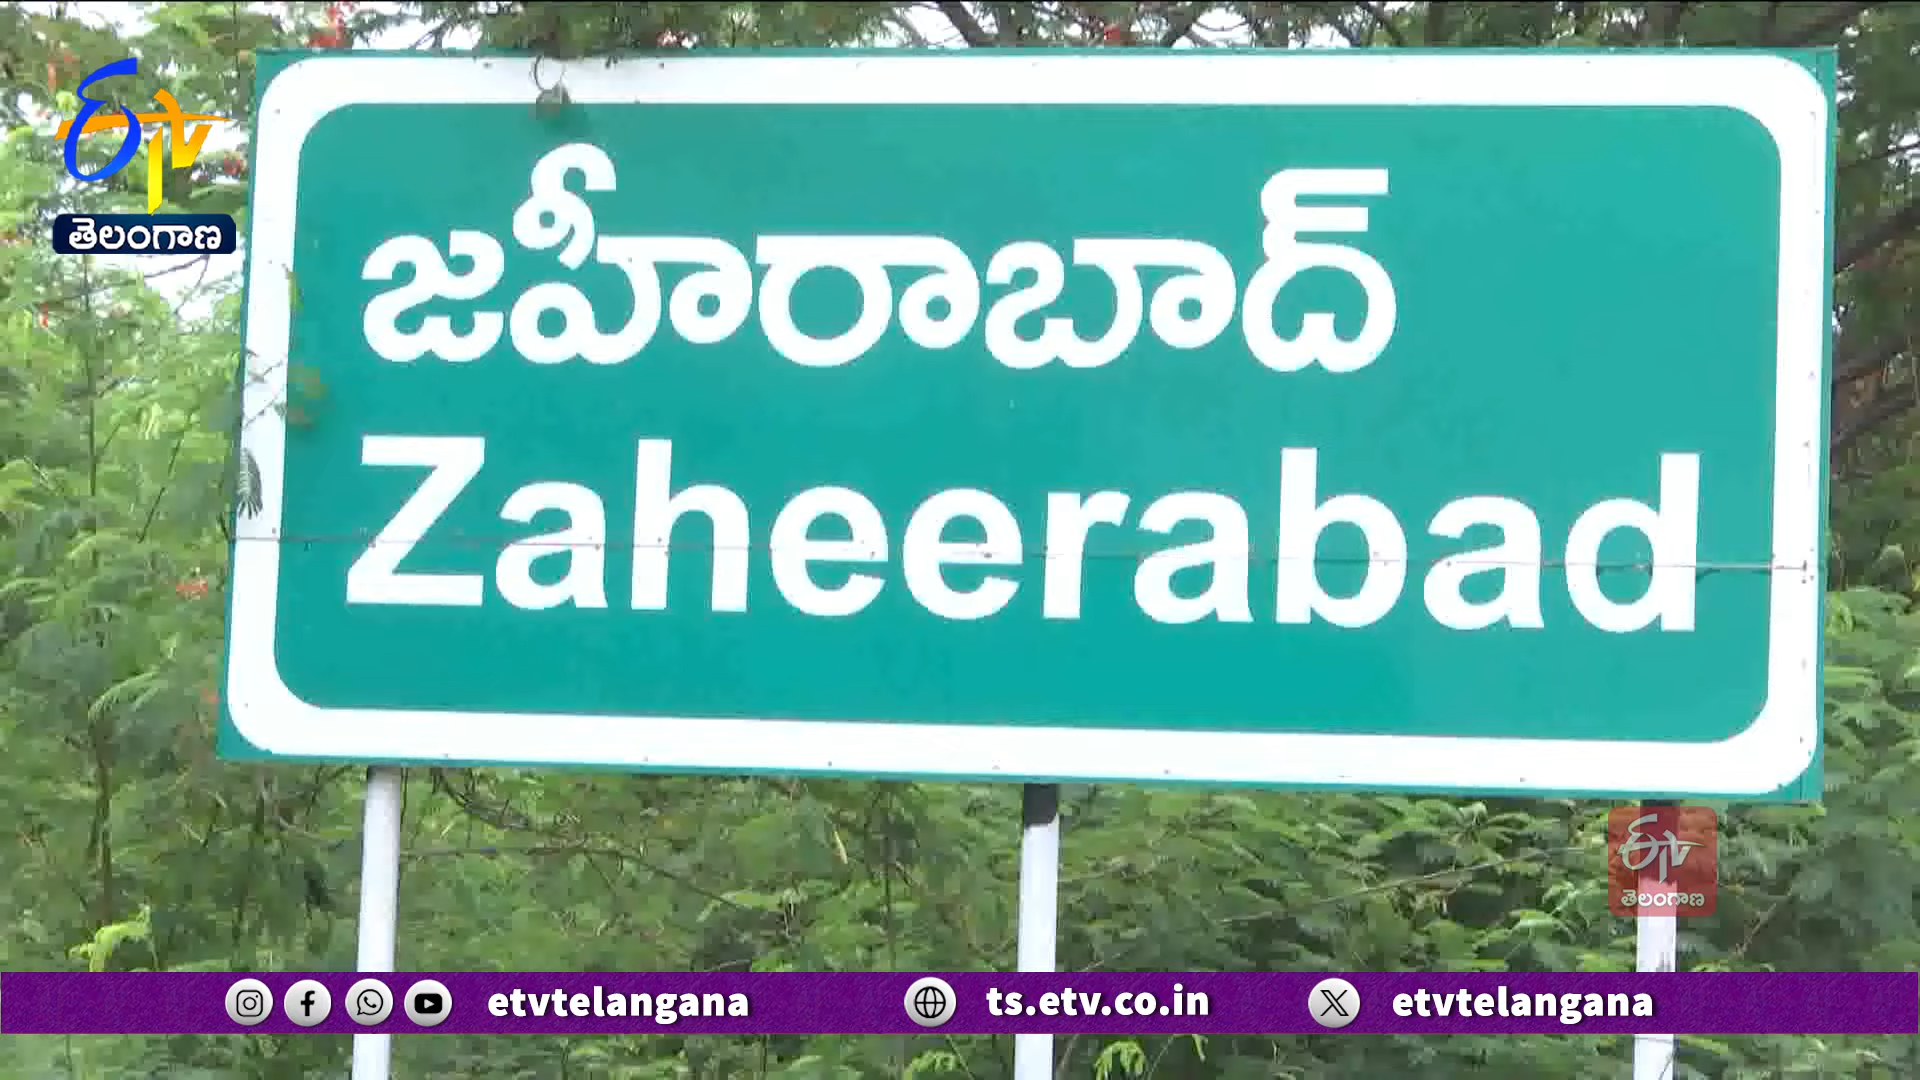 ETV
తెలంగాణ
జహీరాబాద్
Zaheerabad
ETV
తెలంగాణ
etvtelangana
ts.etv.co.in
etvtelangana